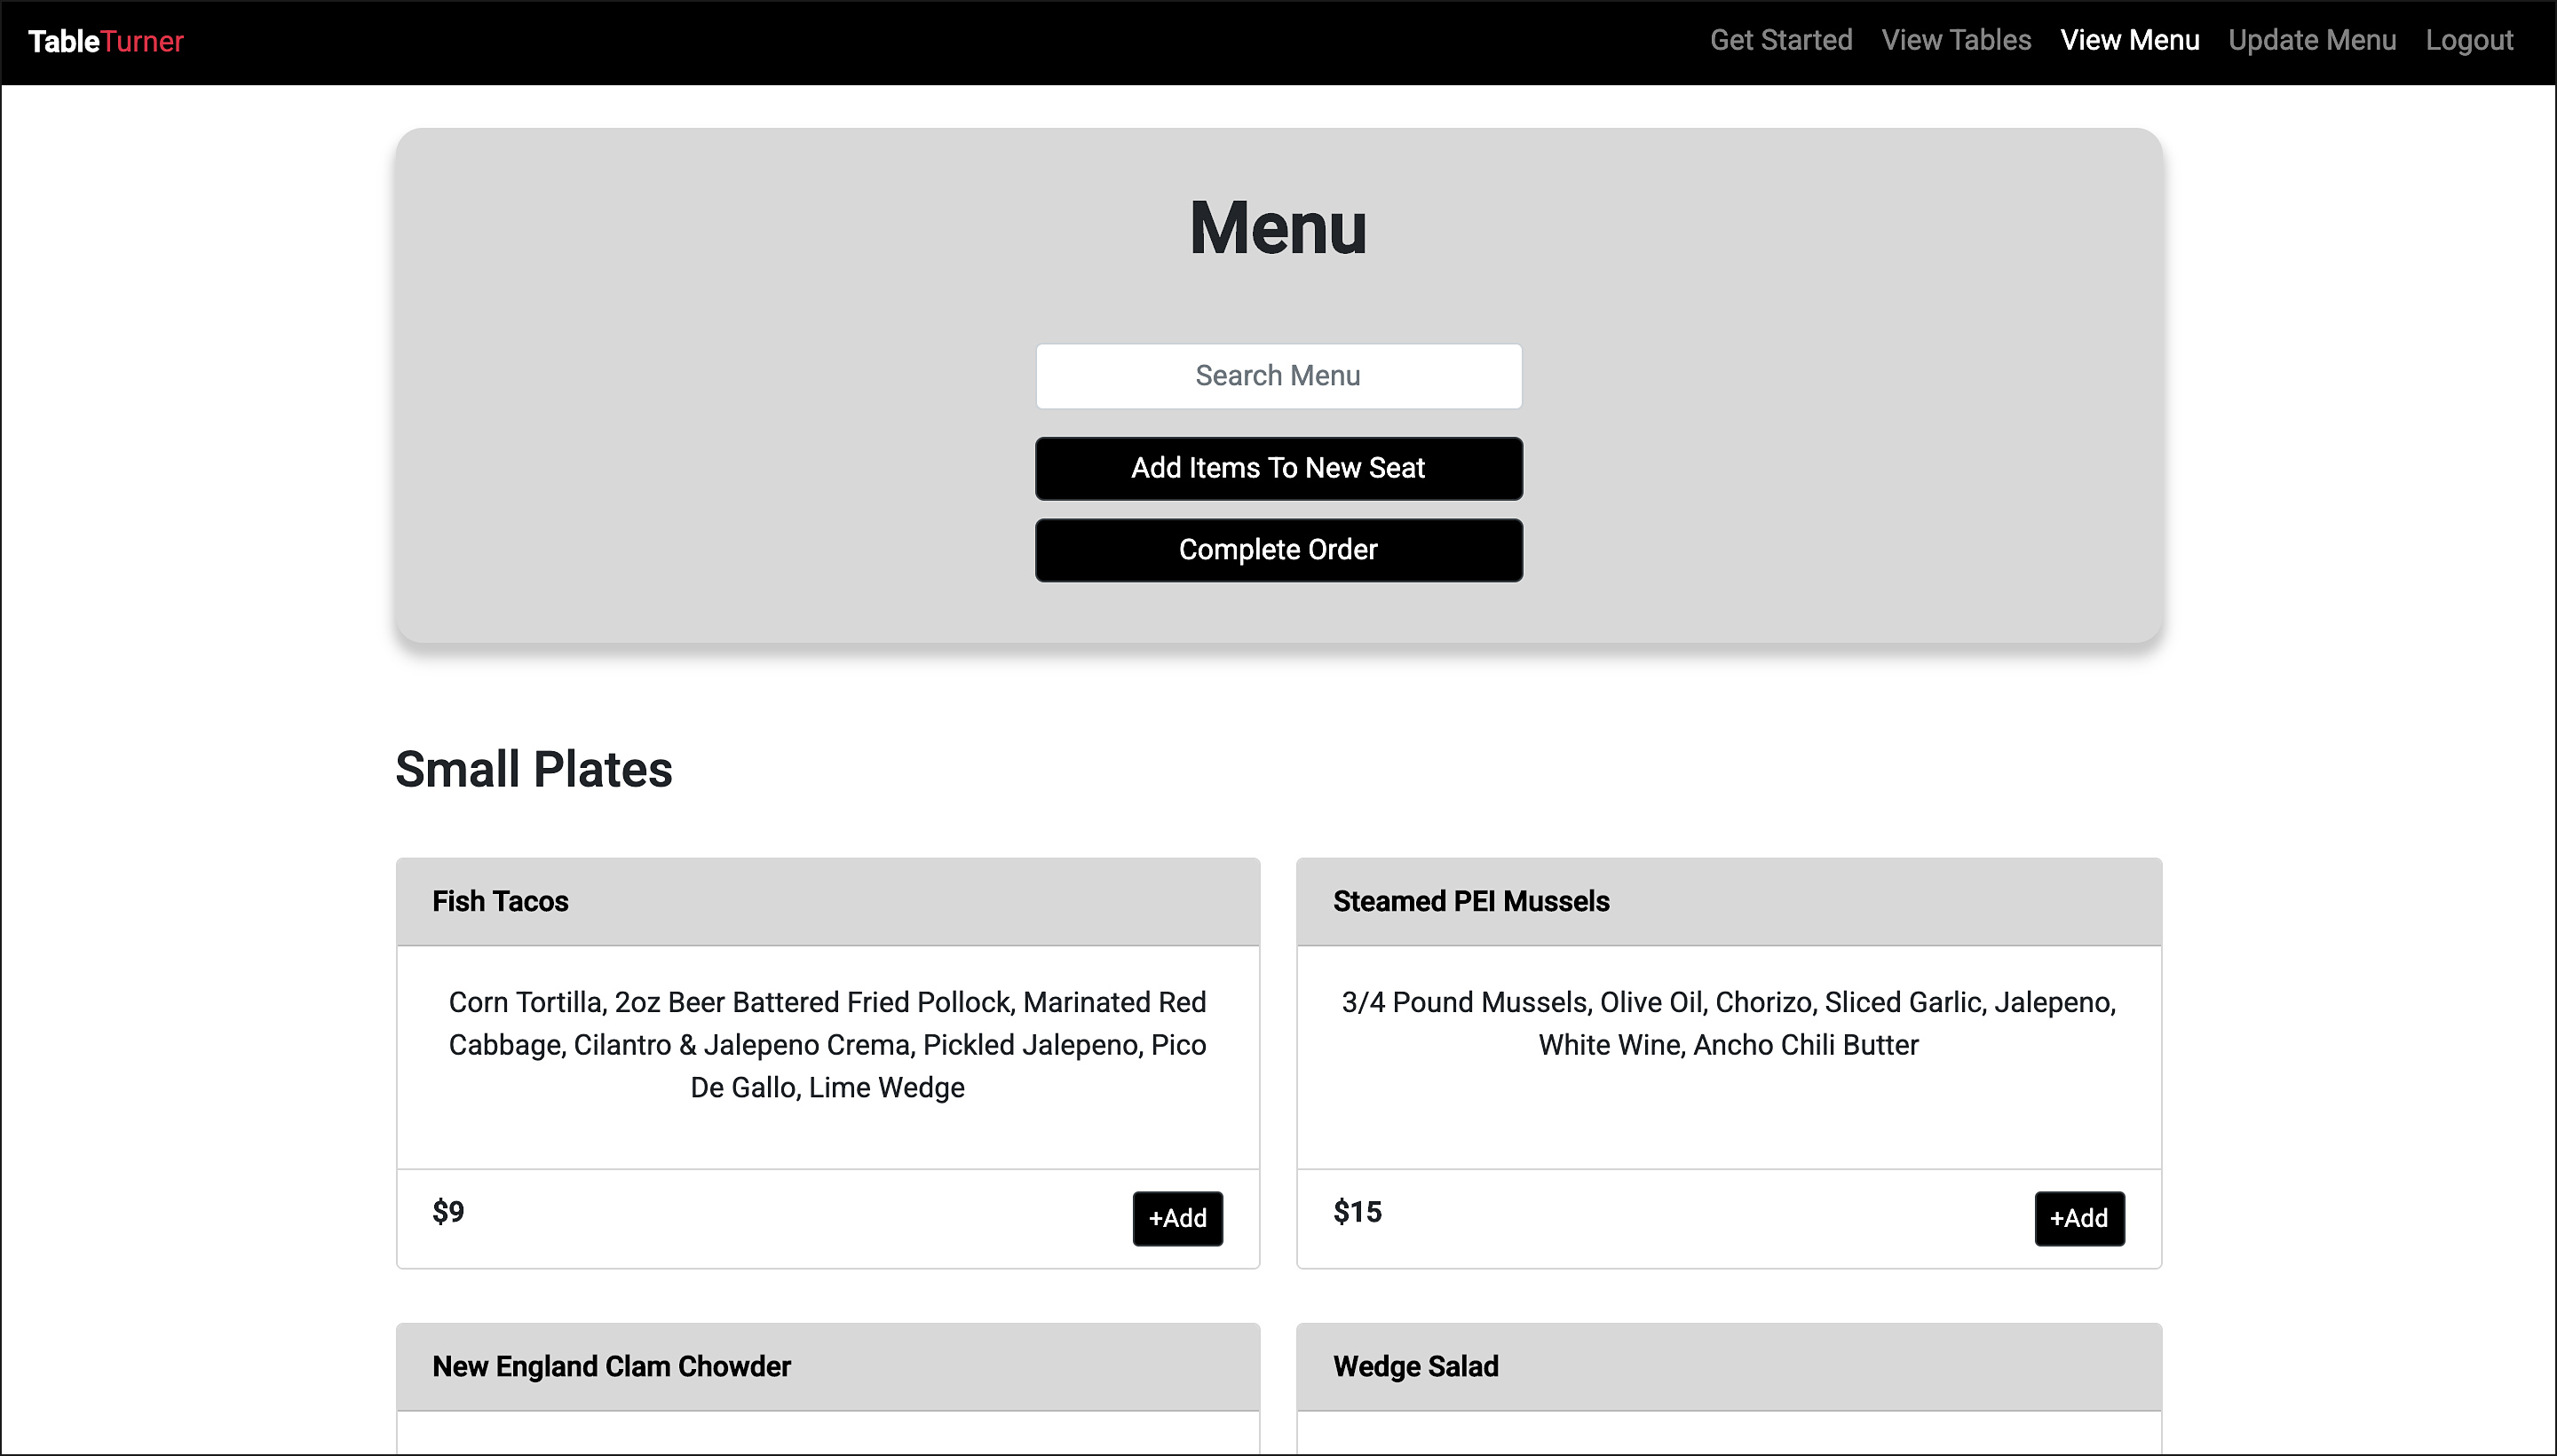 TableTurner
Get Started
View Tables
View Menu
Update Menu
Logout
Menu
Search Menu
Add Items To New Seat
Complete Order
Small Plates
Fish Tacos
Corn Tortilla, 2oz Beer Battered Fried Pollock, Marinated Red
Cabbage, Cilantro & Jalepeno Crema, Pickled Jalepeno, Pico
De Gallo, Lime Wedge
$9
+Add
Steamed PEI Mussels
3/4 Pound Mussels, Olive Oil, Chorizo, Sliced Garlic, Jalepeno,
White Wine, Ancho Chili Butter
$15
+Add
New England Clam Chowder
Wedge Salad